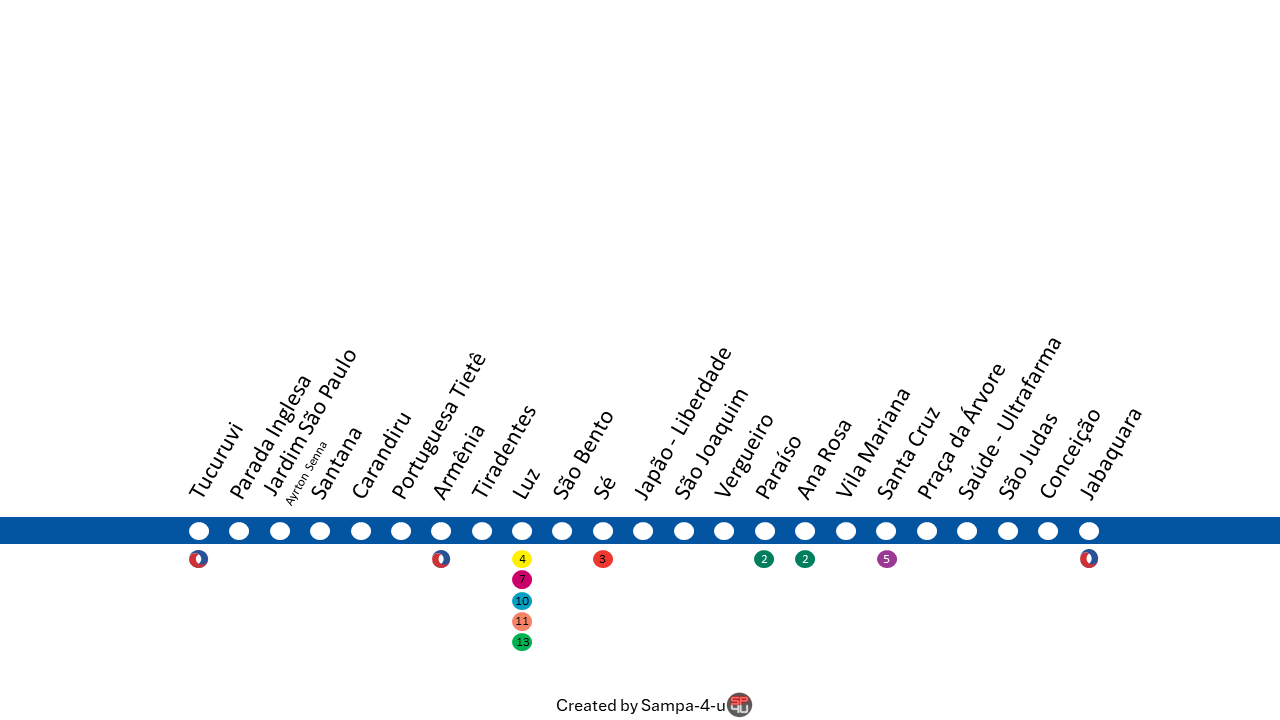 Tucuruvi
Parada Inglesa
Jardim São Paulo
Ayrton Senna
Santana
Carandiru
Portuguesa Tietê
Armênia
Tiradentes
Luz
São Bento
Sé
Japão - Liberdade
São Joaquim
Vergueiro
Paraíso
Ana Rosa
Vila Mariana
Santa Cruz
Praça da Árvore
Saúde - Ultrafarma
São Judas
Conceição
Jabaquara
4 3 2 2 5
7
10
11
13
Created by Sampa-4-u SP4U